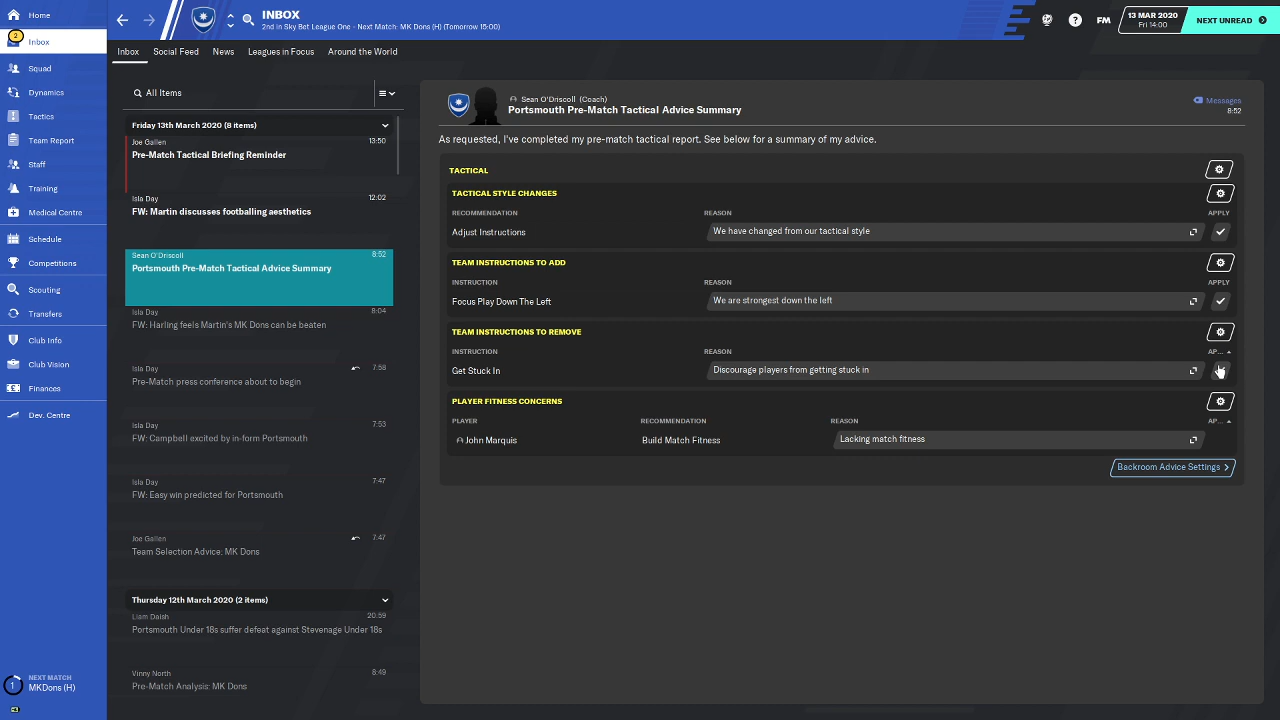 Home
Inbox
2
Squad
Dynamics
Tactics
Team Report
Staff
Training
Medical Centre
Schedule
Competitions
Scouting
Transfers
Club Info
Club Vision
Finances
Dev. Centre
1
NEXT MATCH
MKDons (H)
INBOX
2nd in Sky Bet League One - Next Match: MK Dons (H) (Tomorrow 15:00)
?
FM
13 MAR 2020
Fri 14:00
NEXT UNREAD
Inbox
Social Feed
News
Leagues in Focus
Around the World
All Items
Friday 13th March 2020 (8 items)
Joe Gallen
13:50
Pre-Match Tactical Briefing Reminder
Isla Day
12:02
FW: Martin discusses footballing aesthetics
Sean O'Driscoll
8:52
Portsmouth Pre-Match Tactical Advice Summary
Isla Day
8:04
FW: Harling feels Martin's MK Dons can be beaten
Isla Day
7:58
Pre-Match press conference about to begin
Isla Day
7:53
FW: Campbell excited by in-form Portsmouth
Isla Day
7:47
FW: Easy win predicted for Portsmouth
Joe Gallen
7:47
Team Selection Advice: MK Dons
Thursday 12th March 2020 (2 items)
Liam Daish
20:59
Portsmouth Under 18s suffer defeat against Stevenage Under 18s
Vinny North
8:49
Pre-Match Analysis: MK Dons
Sean O'Driscoll (Coach)
Portsmouth Pre-Match Tactical Advice Summary
Messages
8:52
As requested, I've completed my pre-match tactical report. See below for a summary of my advice.
TACTICAL
TACTICAL STYLE CHANGES
RECOMMENDATION REASON APPLY
Adjust Instructions We have changed from our tactical style
TEAM INSTRUCTIONS TO ADD
INSTRUCTION REASON APPLY
Focus Play Down The Left We are strongest down the left
TEAM INSTRUCTIONS TO REMOVE
INSTRUCTION REASON AP...
Get Stuck In Discourage players from getting stuck in
PLAYER FITNESS CONCERNS
PLAYER RECOMMENDATION REASON AP...
John Marquis Build Match Fitness Lacking match fitness
Backroom Advice Settings